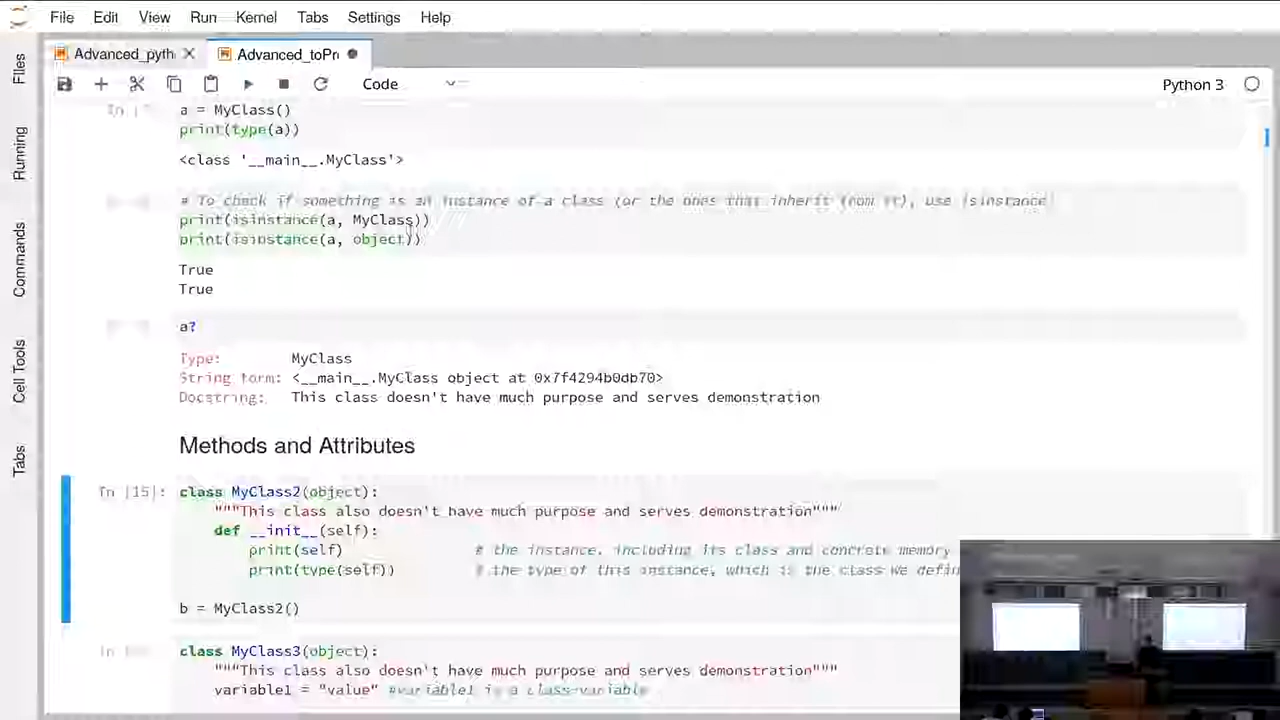 File Edit View Run Kernel Tabs Settings Help
Advanced_pyth
Advanced_toPr
Code
Python 3
Files
Running
Commands
Cell Tools
Tabs
a = MyClass()
print(type(a))
<class '__main__.MyClass'>
# To check if something is an instance of a class (or the ones that inherit from it), use isinstance
print(isinstance(a, MyClass))
print(isinstance(a, object))
True
True
a?
Type: MyClass
String form: <__main__.MyClass object at 0x7f4294b0db70>
Docstring: This class doesn't have much purpose and serves demonstration
Methods and Attributes
In [15]: class MyClass2(object):
"""This class also doesn't have much purpose and serves demonstration"""
def __init__(self):
print(self) # the instance, including its class and concrete memory
print(type(self)) # the type of this instance, which is the class we defin
b = MyClass2()
class MyClass3(object):
"""This class also doesn't have much purpose and serves demonstration"""
variable1 = "value" #variable1 is a class-variable